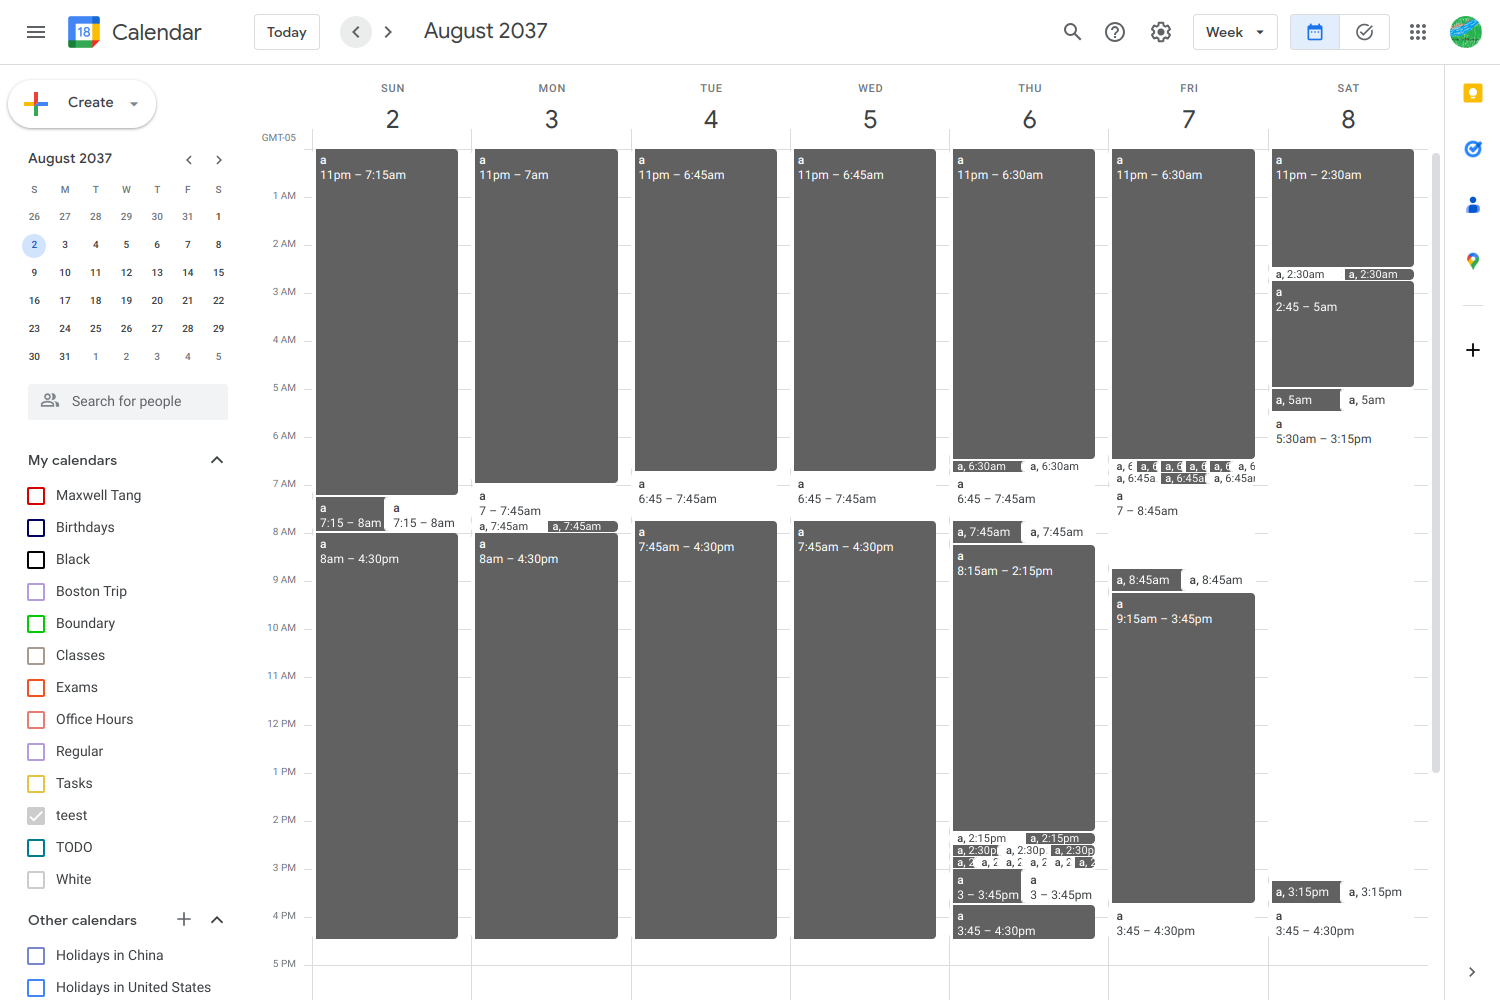 18
Calendar
Today
August 2037
Week
Create
August 2037
S M T W T F S
26 27 28 29 30 31 1
2 3 4 5 6 7 8
9 10 11 12 13 14 15
16 17 18 19 20 21 22
23 24 25 26 27 28 29
30 31 1 2 3 4 5
Search for people
My calendars
Maxwell Tang
Birthdays
Black
Boston Trip
Boundary
Classes
Exams
Office Hours
Regular
Tasks
teest
TODO
White
Other calendars
Holidays in China
Holidays in United States
GMT-05
1 AM
2 AM
3 AM
4 AM
5 AM
6 AM
7 AM
8 AM
9 AM
10 AM
11 AM
12 PM
1 PM
2 PM
3 PM
4 PM
5 PM
SUN
2
a
11pm – 7:15am
a
7:15 – 8am
a
7:15 – 8am
a
8am – 4:30pm
MON
3
a
11pm – 7am
a
7 – 7:45am
a, 7:45am
a, 7:45am
a
8am – 4:30pm
TUE
4
a
11pm – 6:45am
a
6:45 – 7:45am
a
7:45am – 4:30pm
WED
5
a
11pm – 6:45am
a
6:45 – 7:45am
a
7:45am – 4:30pm
THU
6
a
11pm – 6:30am
a, 6:30am
a, 6:30am
a
6:45 – 7:45am
a, 7:45am
a, 7:45am
a
8:15am – 2:15pm
a, 2:15pm
a, 2:15pm
a, 2:30p
a, 2:30p
a, 2:30p
a, 2
a, 2
a, 2
a, 2
a, 2
a, 2
a
3 – 3:45pm
a
3 – 3:45pm
a
3:45 – 4:30pm
FRI
7
a
11pm – 6:30am
a, 6
a, 6
a, 6
a, 6
a, 6
a, 6
a, 6:45a
a, 6:45a
a, 6:45a
a
7 – 8:45am
a, 8:45am
a, 8:45am
a
9:15am – 3:45pm
a
3:45 – 4:30pm
SAT
8
a
11pm – 2:30am
a, 2:30am
a, 2:30am
a
2:45 – 5am
a, 5am
a, 5am
a
5:30am – 3:15pm
a, 3:15pm
a, 3:15pm
a
3:45 – 4:30pm